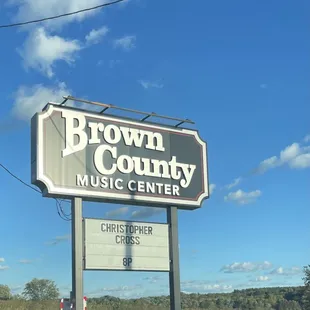 Brown
County
MUSIC CENTER
CHRISTOPHER
CROSS
8P